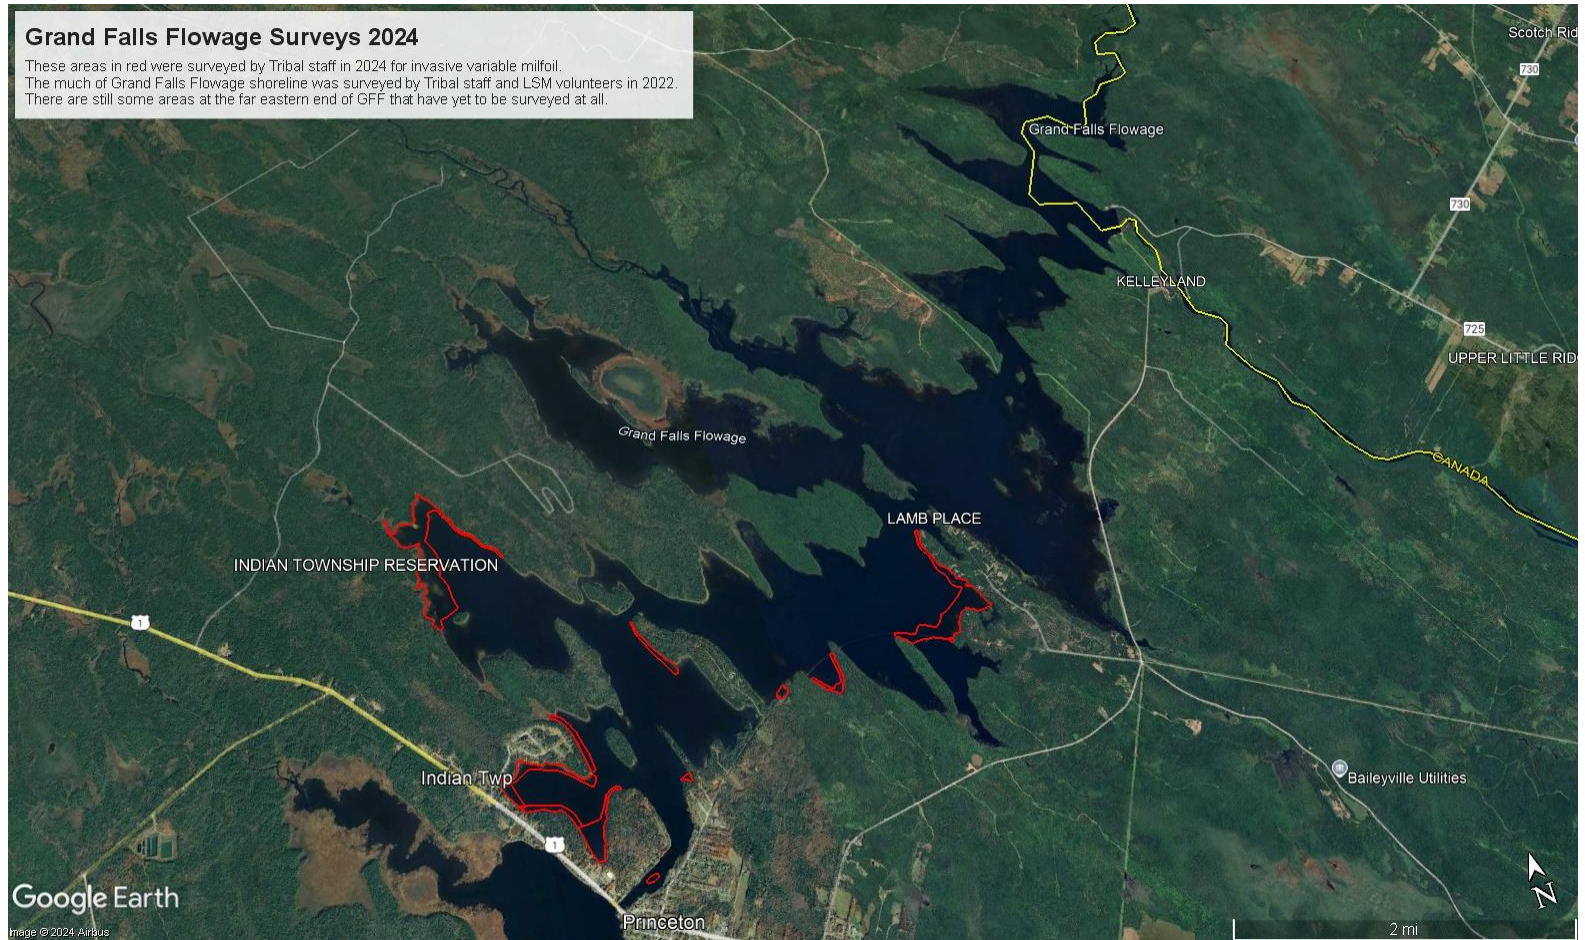 Grand Falls Flowage Surveys 2024
These areas in red were surveyed by Tribal staff in 2024 for invasive variable milfoil.
The much of Grand Falls Flowage shoreline was surveyed by Tribal staff and LSM volunteers in 2022.
There are still some areas at the far eastern end of GFF that have yet to be surveyed at all.
Scotch Rid
730
Grand Falls Flowage
730
KELLEYLAND
725
UPPER LITTLE RID
Grand Falls Flowage
CANADA
LAMB PLACE
INDIAN TOWNSHIP RESERVATION
1
Indian Twp
Baileyville Utilities
1
N
Google Earth
Princeton
2 mi
Image © 2024 Airbus